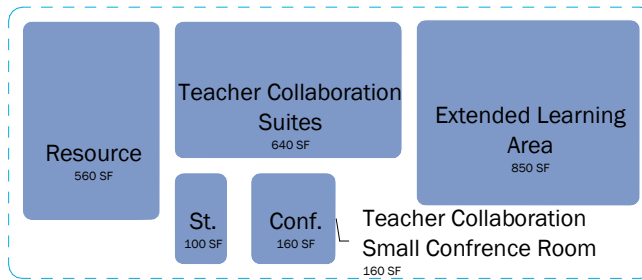 Resource
560 SF
Teacher Collaboration
Suites
640 SF
Extended Learning
Area
850 SF
St.
100 SF
Conf.
160 SF
Teacher Collaboration
Small Confrence Room
160 SF